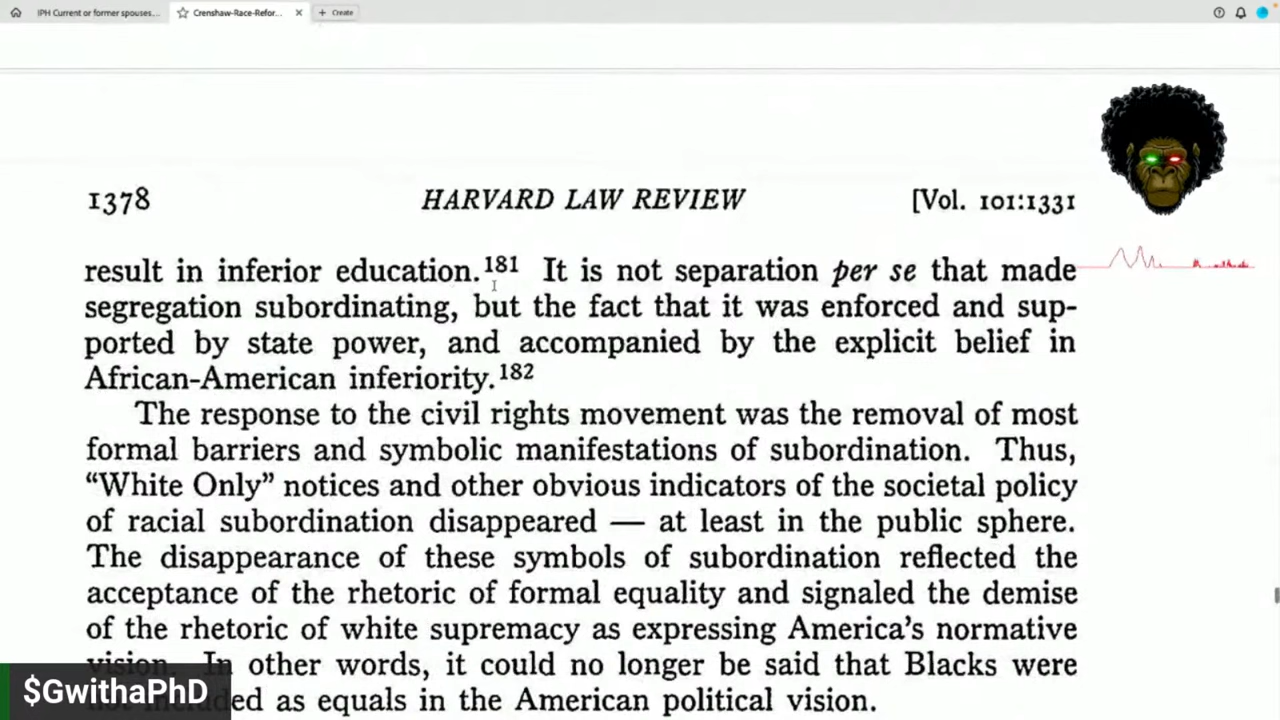 IPH Current or former spouses...
Crenshaw-Race-Refor...
+ Create
1378 HARVARD LAW REVIEW [Vol. 101:1331
result in inferior education.181 It is not separation per se that made
segregation subordinating, but the fact that it was enforced and sup-
ported by state power, and accompanied by the explicit belief in
African-American inferiority.182
The response to the civil rights movement was the removal of most
formal barriers and symbolic manifestations of subordination. Thus,
“White Only” notices and other obvious indicators of the societal policy
of racial subordination disappeared — at least in the public sphere.
The disappearance of these symbols of subordination reflected the
acceptance of the rhetoric of formal equality and signaled the demise
of the rhetoric of white supremacy as expressing America’s normative
vision. In other words, it could no longer be said that Blacks were
as equals in the American political vision.
$GwithaPhD